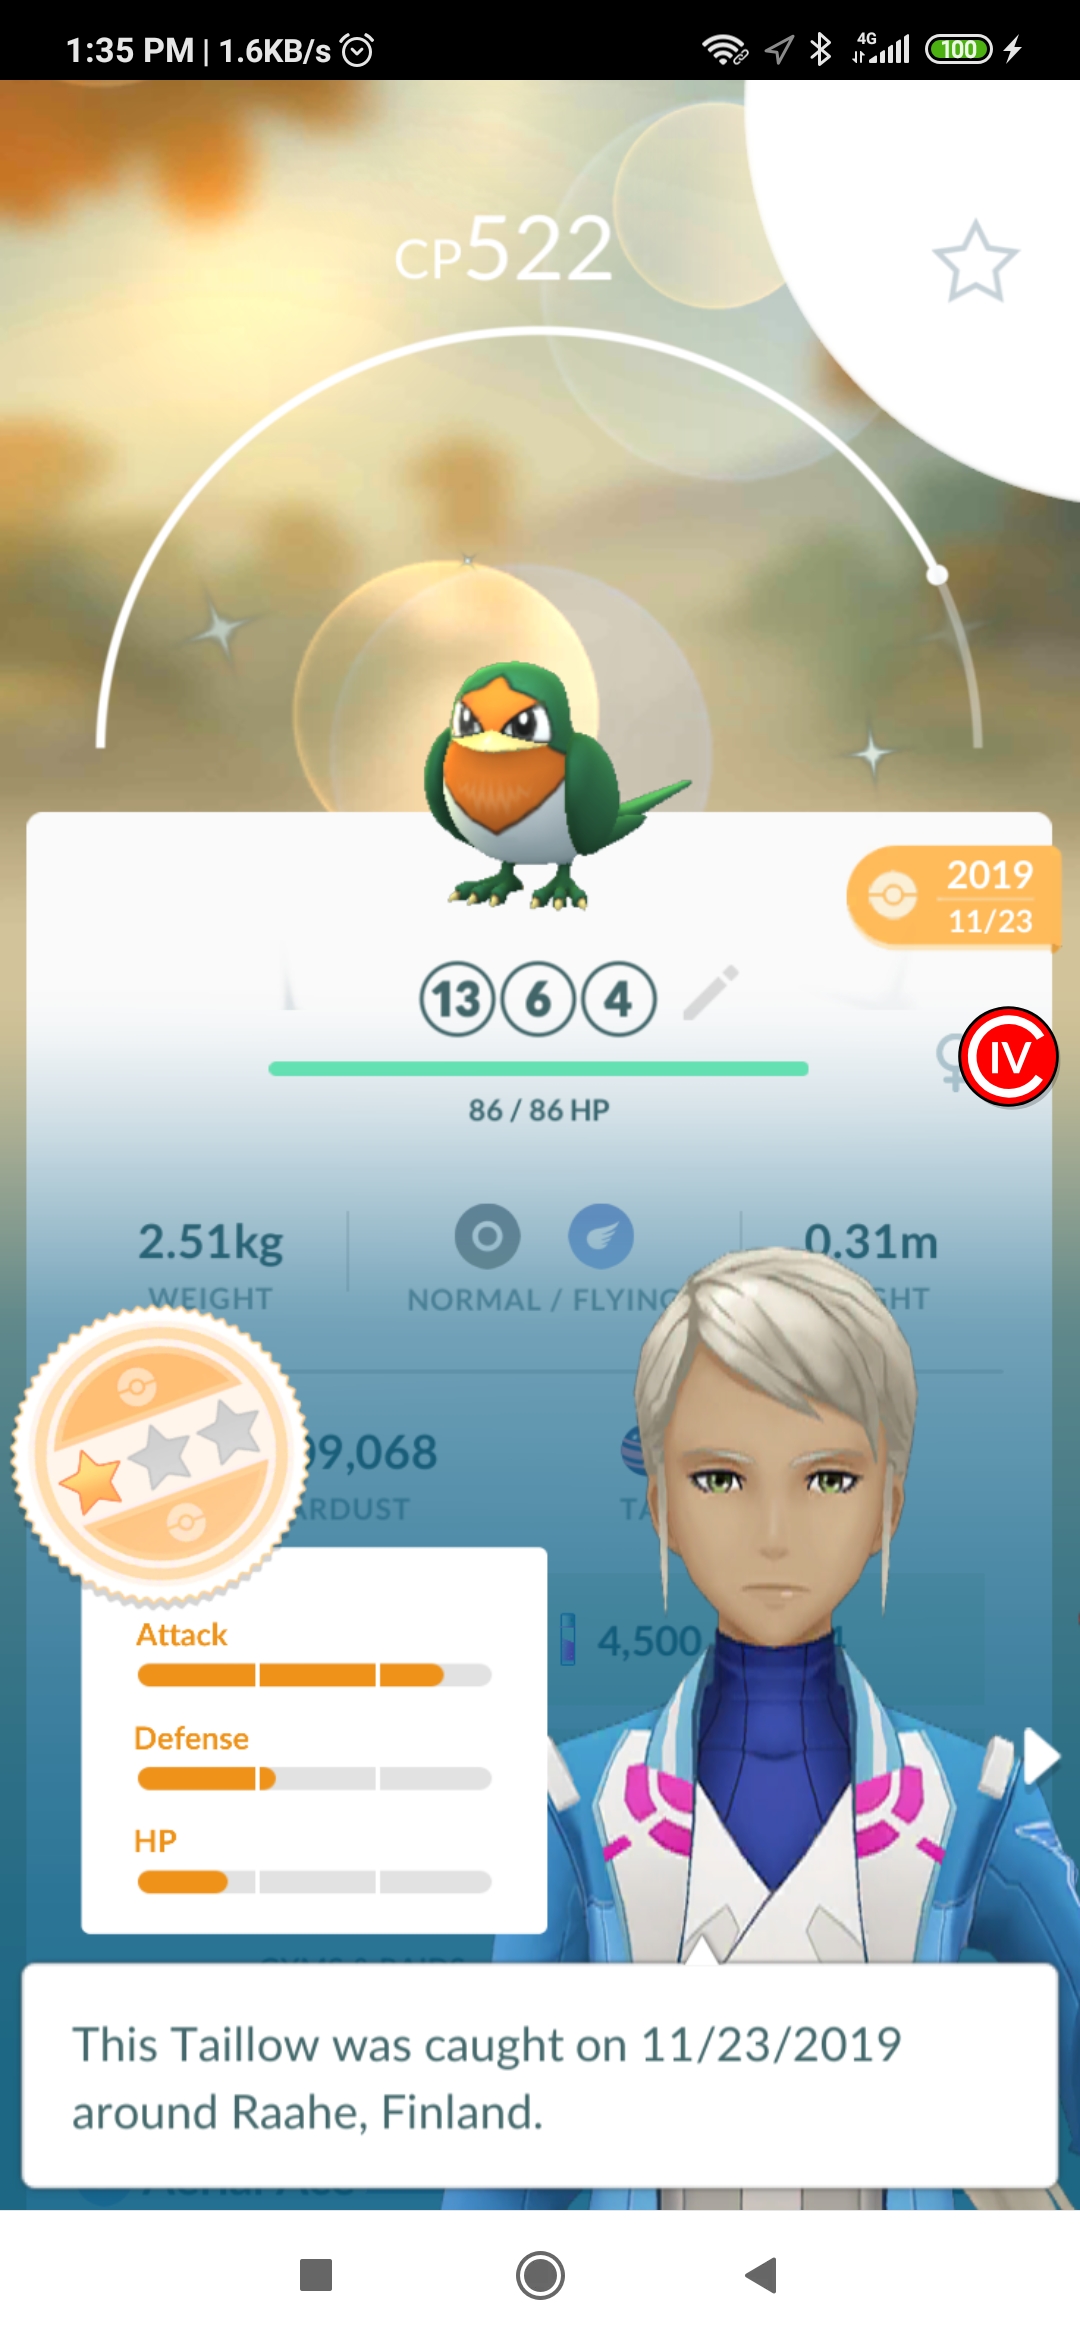 1:35 PM | 1.6KB/s
4G
100
CP522
2019
11/23
13 6 4
IV
86 / 86 HP
2.51kg
0.31m
WEIGHT
NORMAL / FLYING
99,068
4,500
Attack
Defense
HP
This Taillow was caught on 11/23/2019
around Raahe, Finland.